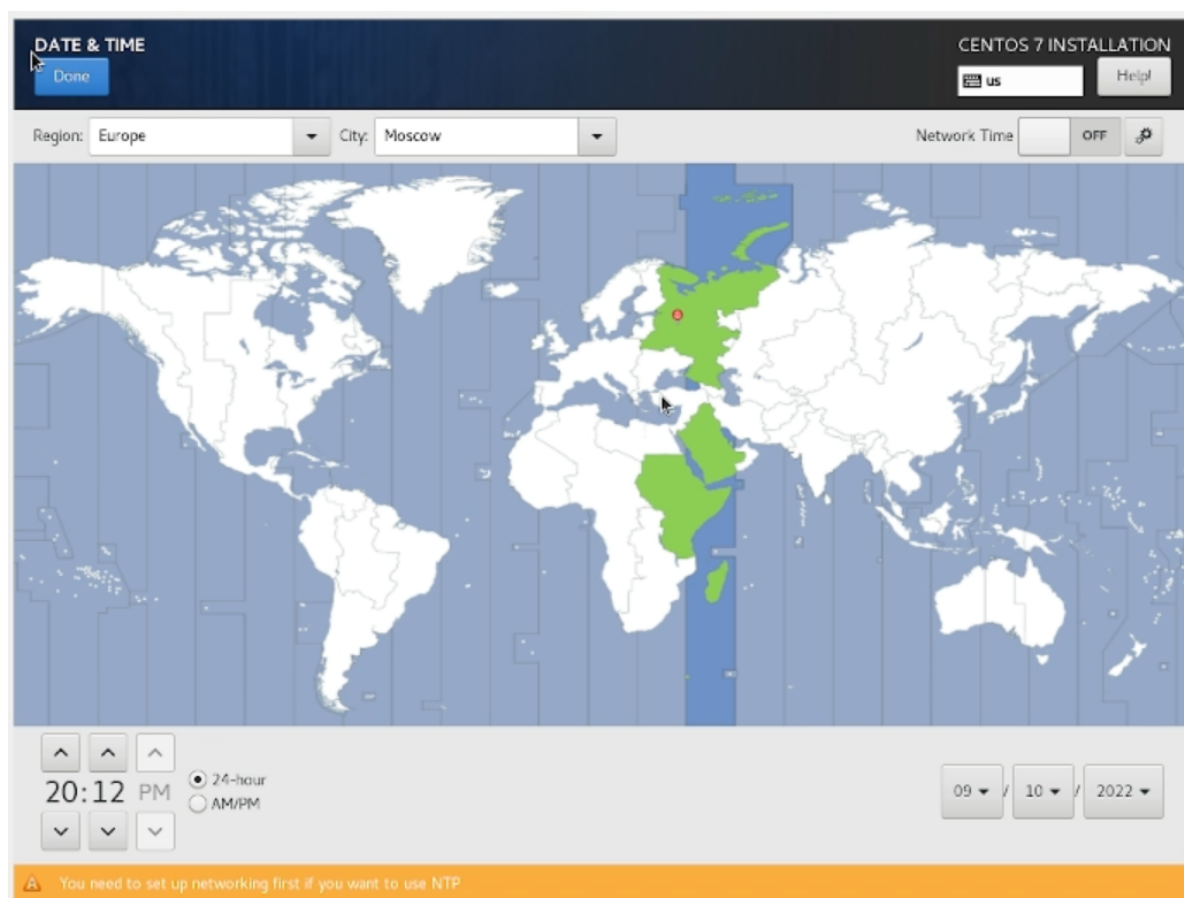 DATE & TIME
CENTOS 7 INSTALLATION
Done
us
Help!
Region:
Europe
City:
Moscow
Network Time
OFF
20:12 PM
24-hour
AM/PM
09 / 10 / 2022
You need to set up networking first if you want to use NTP